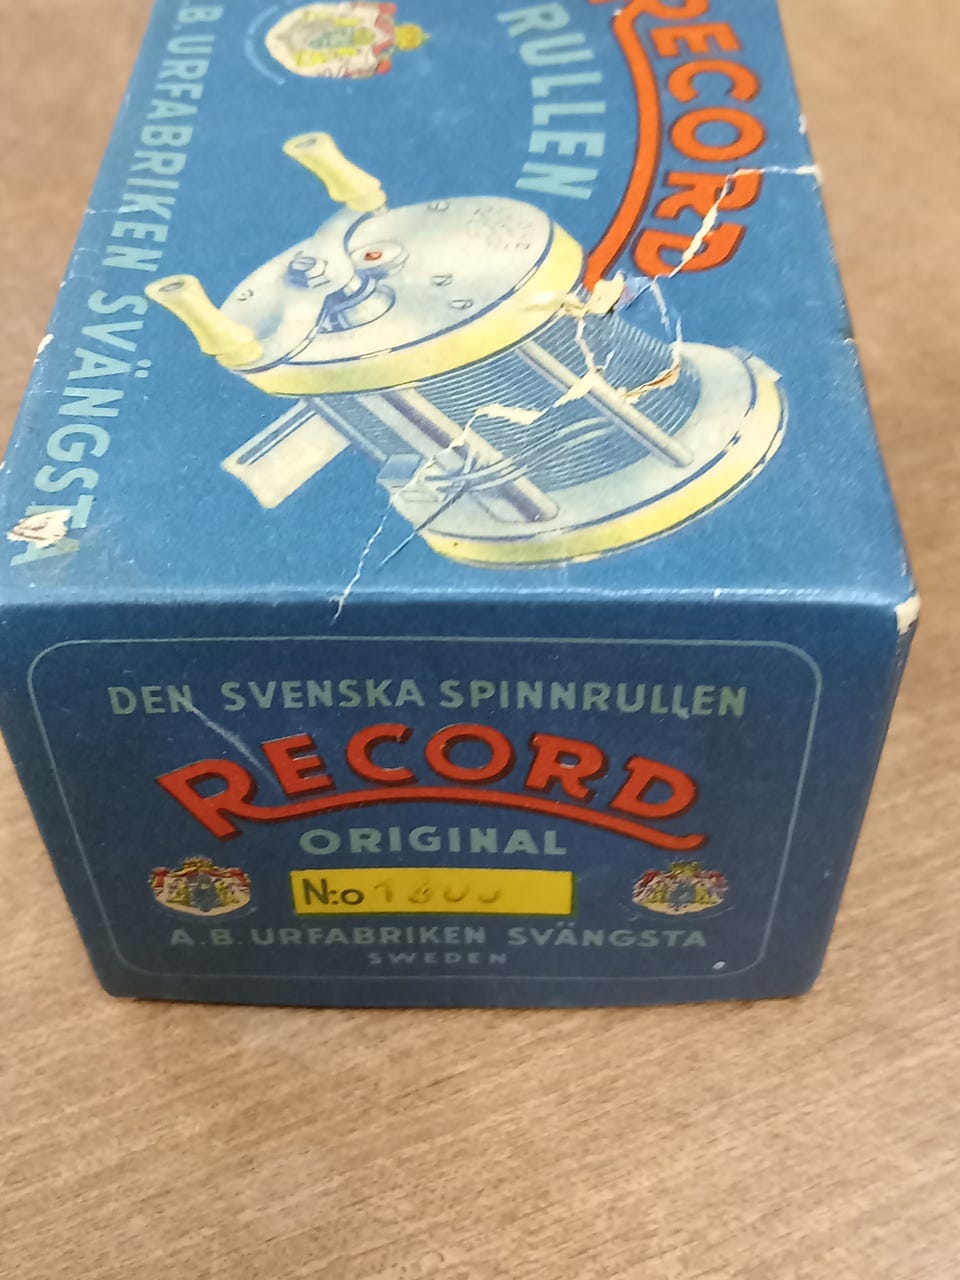 RECORD
RULLEN
.B. URFABRIKEN SVÄNGSTA
DEN SVENSKA SPINNRULLEN
RECORD
ORIGINAL
N:o
A.B. URFABRIKEN SVÄNGSTA
SWEDEN